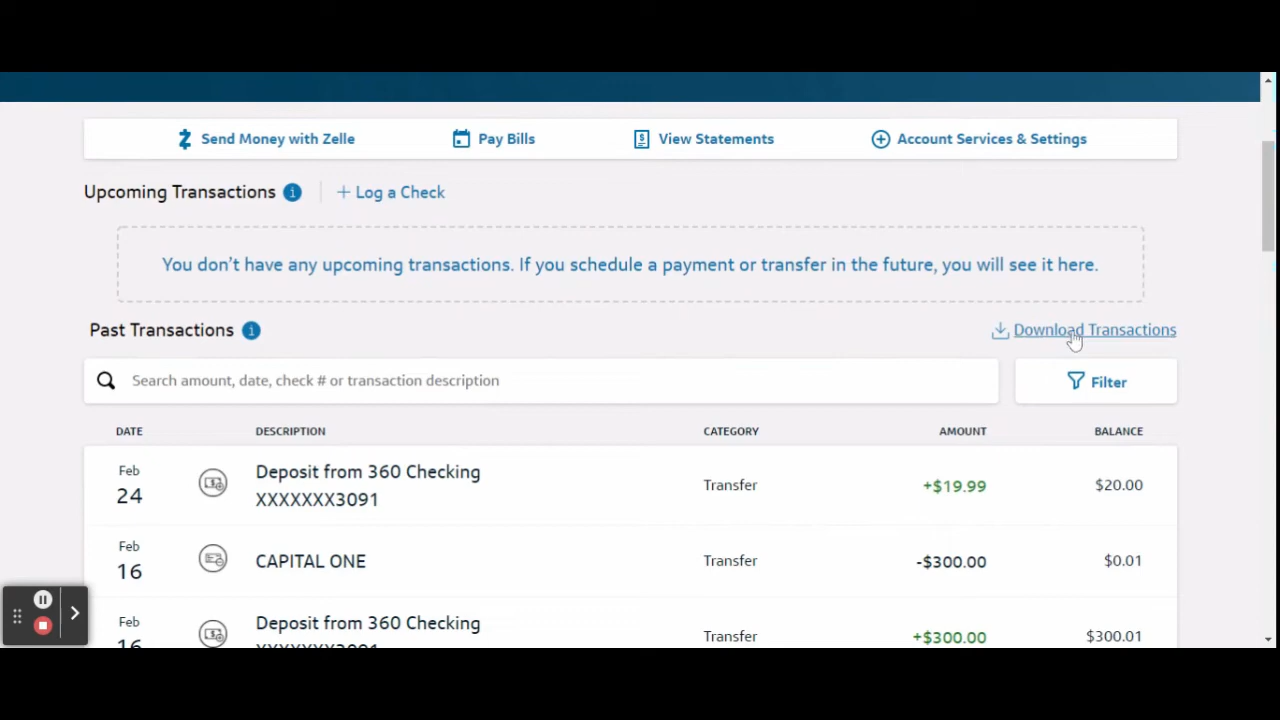 Send Money with Zelle Pay Bills View Statements Account Services & Settings
Upcoming Transactions + Log a Check
You don't have any upcoming transactions. If you schedule a payment or transfer in the future, you will see it here.
Past Transactions Download Transactions
Search amount, date, check # or transaction description Filter
DATE DESCRIPTION CATEGORY AMOUNT BALANCE
Feb 24 Deposit from 360 Checking XXXXXXX3091 Transfer +$19.99 $20.00
Feb 16 CAPITAL ONE Transfer -$300.00 $0.01
Feb 16 Deposit from 360 Checking XXXXXXX3091 Transfer +$300.00 $300.01